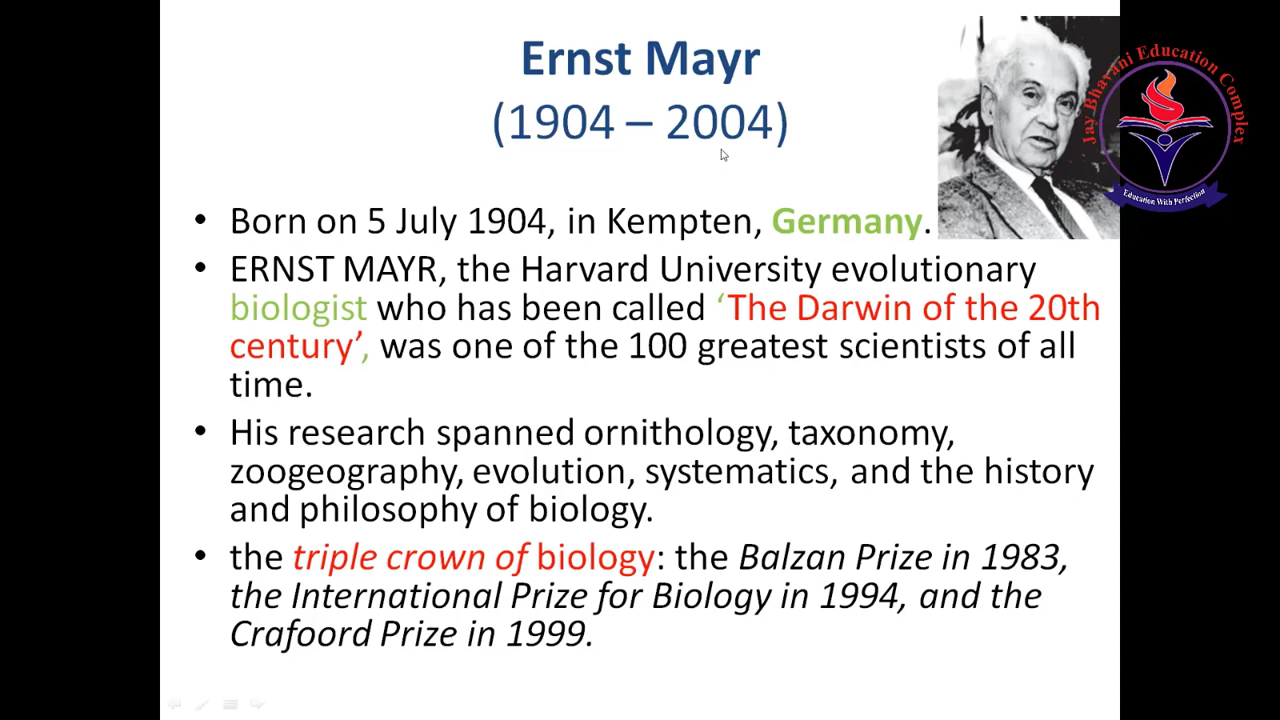 Ernst Mayr
(1904 – 2004)
• Born on 5 July 1904, in Kempten, Germany.
• ERNST MAYR, the Harvard University evolutionary
biologist who has been called ‘The Darwin of the 20th
century’, was one of the 100 greatest scientists of all
time.
• His research spanned ornithology, taxonomy,
zoogeography, evolution, systematics, and the history
and philosophy of biology.
• the triple crown of biology: the Balzan Prize in 1983,
the International Prize for Biology in 1994, and the
Crafoord Prize in 1999.
Jay Bhavani Education Complex
Education With Perfection